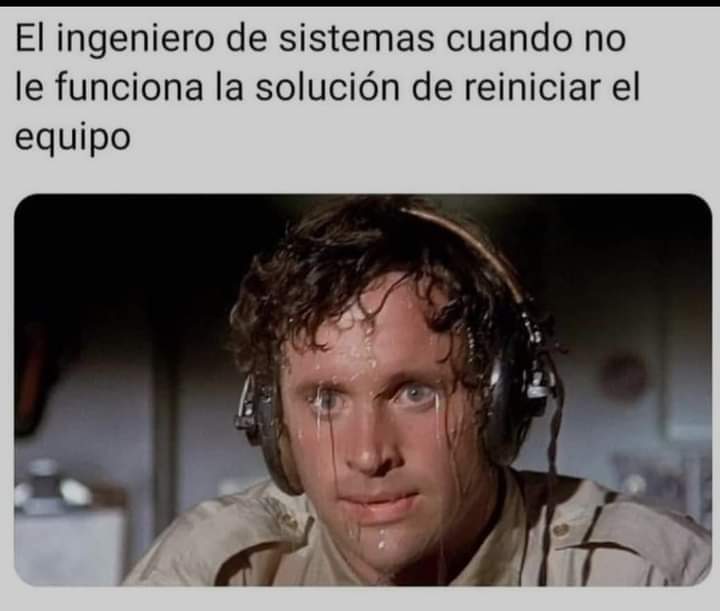 El ingeniero de sistemas cuando no
le funciona la solución de reiniciar el
equipo